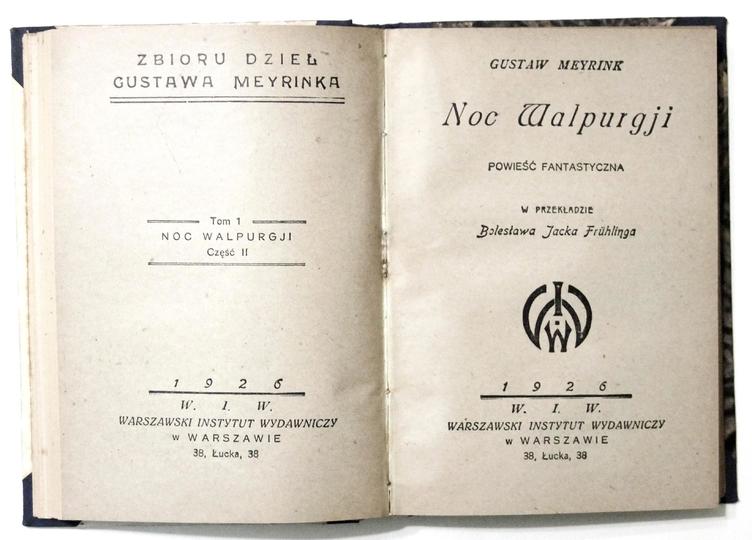 ZBIORU DZIEŁ
GUSTAWA MEYRINKA
Tom 1
NOC WALPURGJI
Część II
1926
W. I. W.
WARSZAWSKI INSTYTUT WYDAWNICZY
w WARSZAWIE
38, Łucka, 38
GUSTAW MEYRINK
Noc Walpurgji
POWIEŚĆ FANTASTYCZNA
W PRZEKŁADZIE
Bolesława Jacka Frühlinga
WIW
1926
W. I. W.
WARSZAWSKI INSTYTUT WYDAWNICZY
w WARSZAWIE
38, Łucka, 38